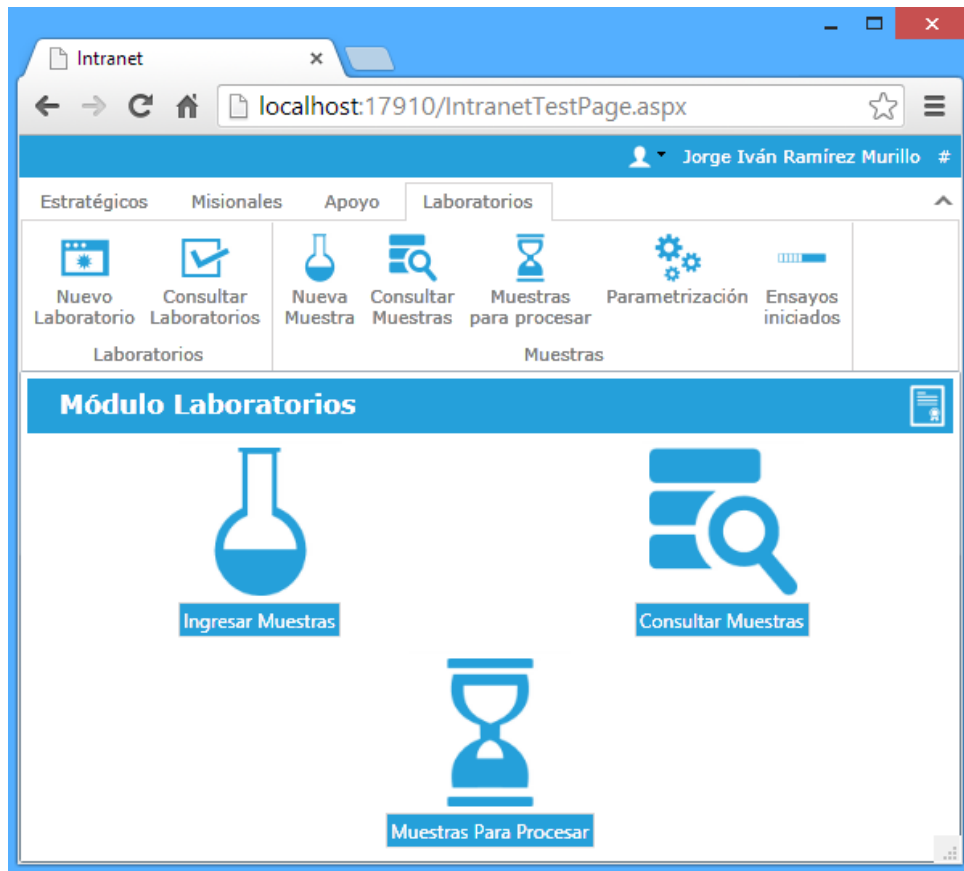 Intranet
localhost:17910/IntranetTestPage.aspx
Jorge Iván Ramírez Murillo #
Estratégicos Misionales Apoyo Laboratorios
Nuevo Laboratorio
Consultar Laboratorios
Nueva Muestra
Consultar Muestras
Muestras para procesar
Parametrización
Ensayos iniciados
Laboratorios Muestras
Módulo Laboratorios
Ingresar Muestras
Consultar Muestras
Muestras Para Procesar